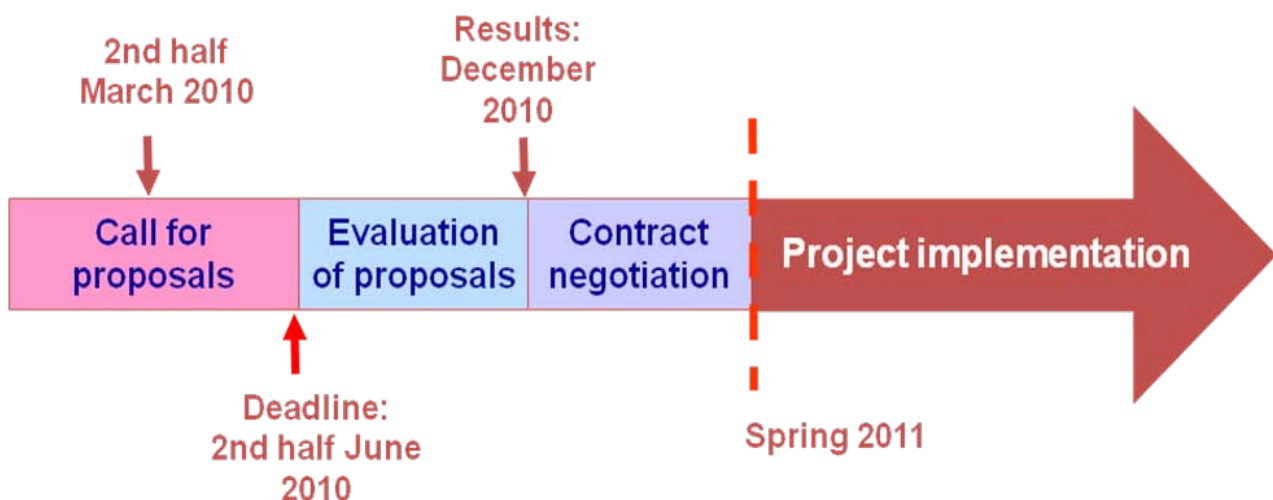 2nd half
March 2010
Results:
December
2010
Call for
proposals
Evaluation
of proposals
Contract
negotiation
Project implementation
Deadline:
2nd half June
2010
Spring 2011